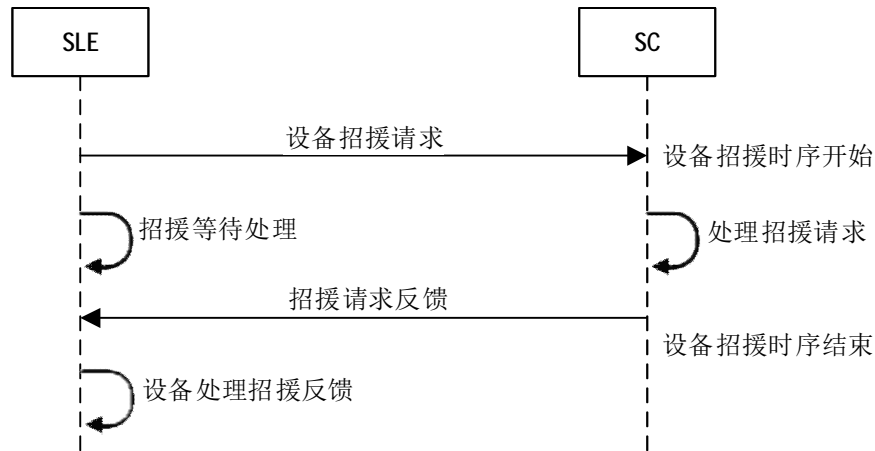 SLE
SC
设备招援请求
设备招援时序开始
招援等待处理
处理招援请求
招援请求反馈
设备招援时序结束
设备处理招援反馈